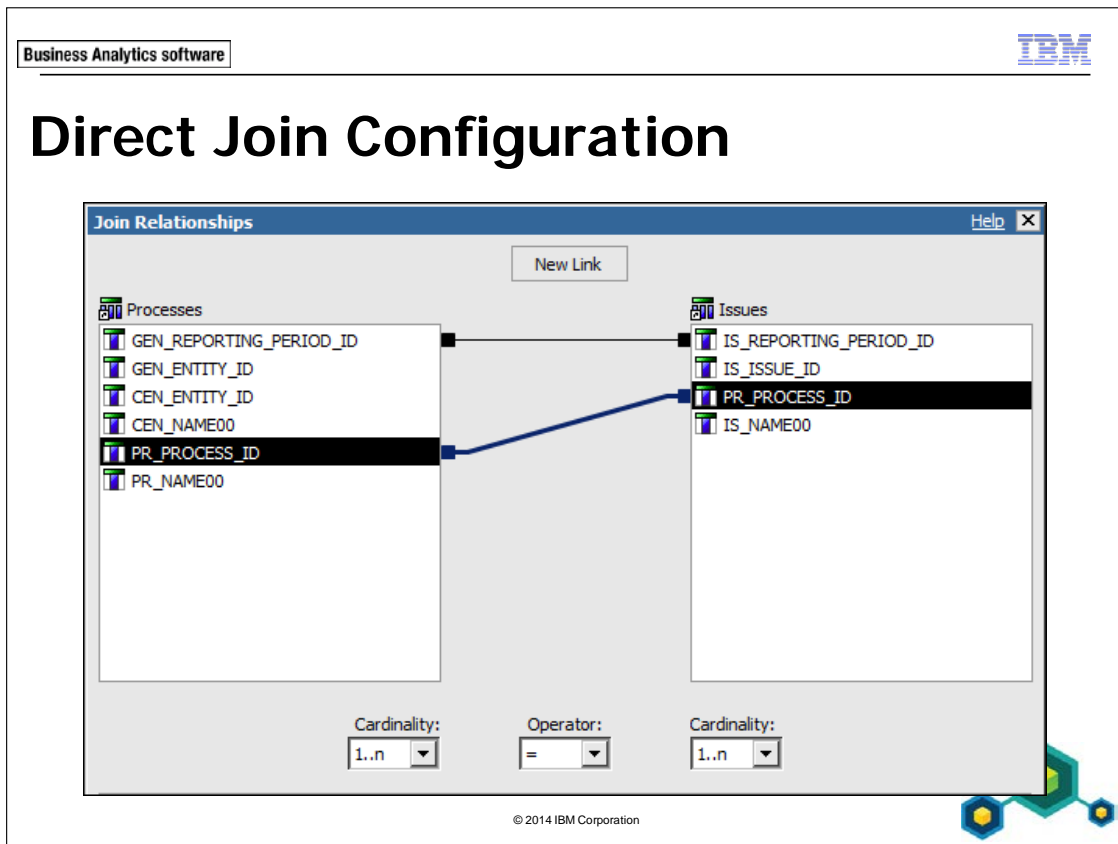 Business Analytics software
IBM
Direct Join Configuration
Join Relationships
Help
New Link
Processes
GEN_REPORTING_PERIOD_ID
GEN_ENTITY_ID
CEN_ENTITY_ID
CEN_NAME00
PR_PROCESS_ID
PR_NAME00
Issues
IS_REPORTING_PERIOD_ID
IS_ISSUE_ID
PR_PROCESS_ID
IS_NAME00
Cardinality:
1..n
Operator:
=
Cardinality:
1..n
© 2014 IBM Corporation